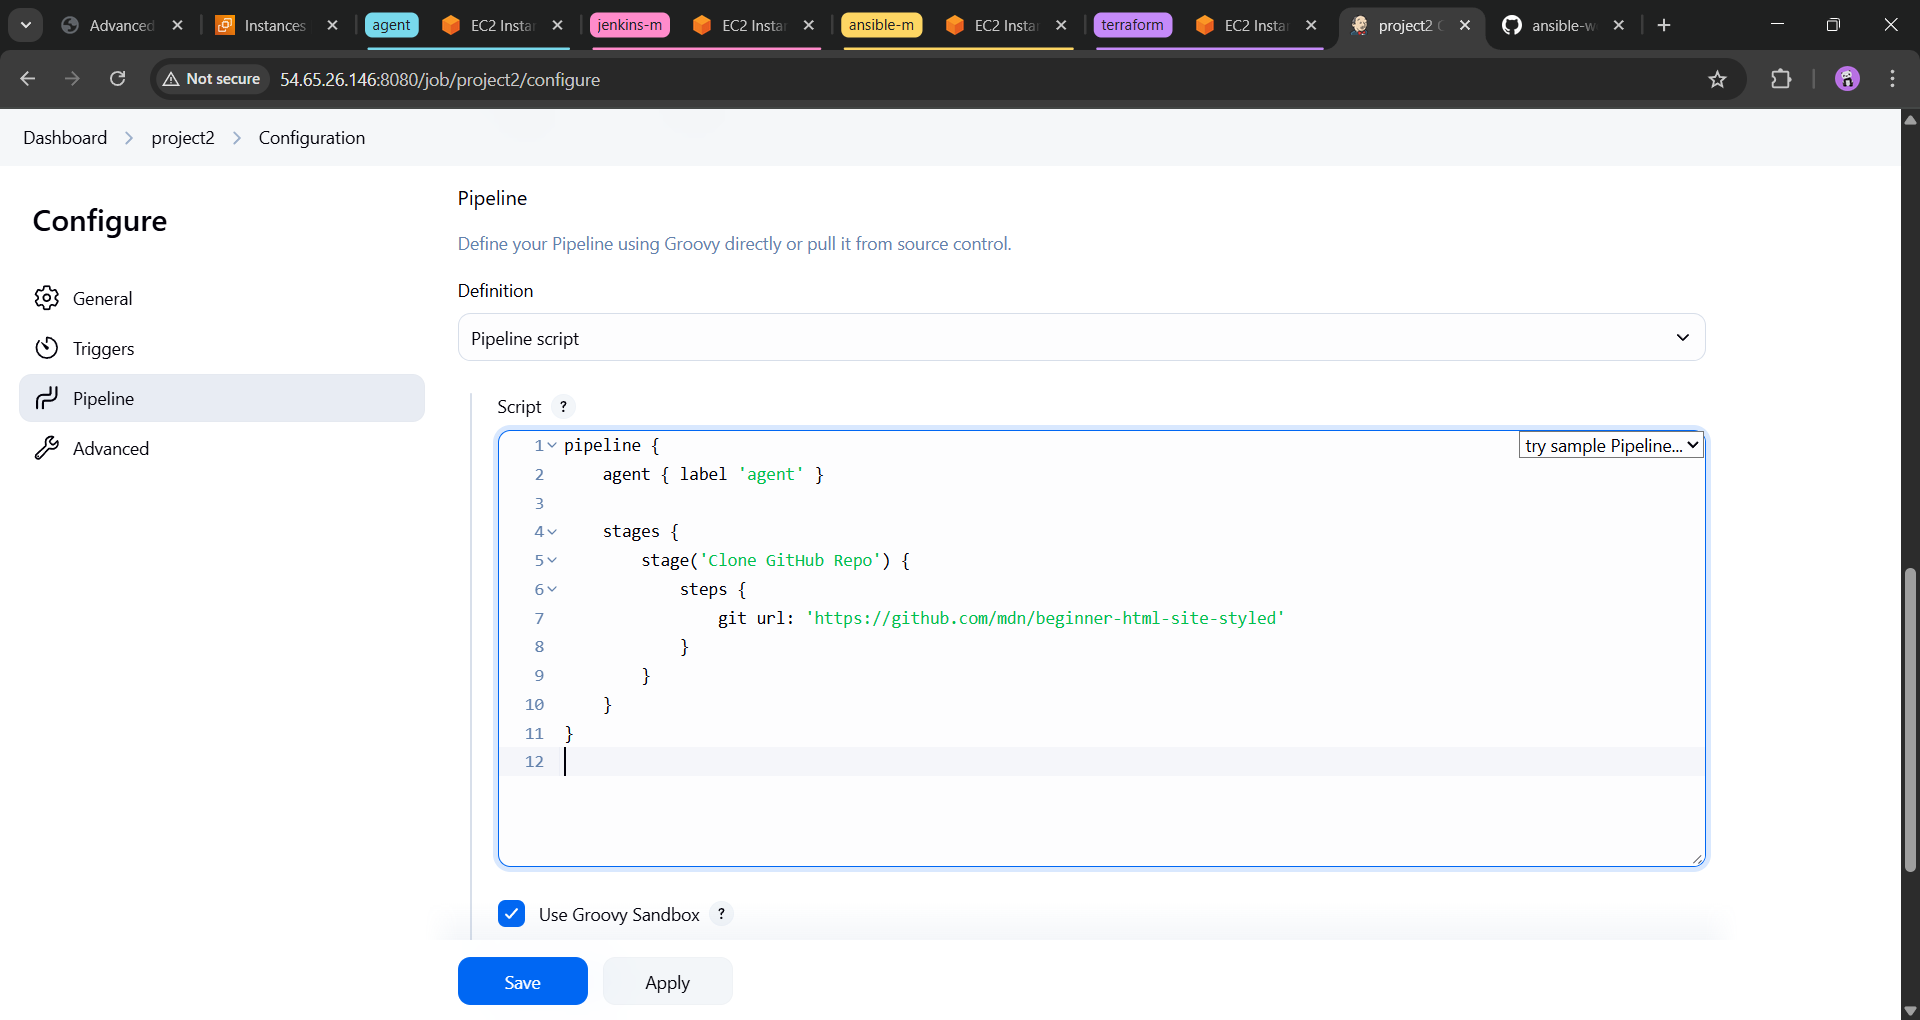 Advanced
Instances
agent
EC2 Insta
jenkins-m
EC2 Insta
ansible-m
EC2 Insta
terraform
EC2 Insta
project2 C
ansible-w
Not secure
54.65.26.146:8080/job/project2/configure
Dashboard
project2
Configuration
Configure
General
Triggers
Pipeline
Advanced
Pipeline
Define your Pipeline using Groovy directly or pull it from source control.
Definition
Pipeline script
Script ?
try sample Pipeline...
1 pipeline {
2     agent { label 'agent' }
3
4     stages {
5         stage('Clone GitHub Repo') {
6             steps {
7                 git url: 'https://github.com/mdn/beginner-html-site-styled'
8             }
9         }
10     }
11 }
12
Use Groovy Sandbox ?
Save
Apply